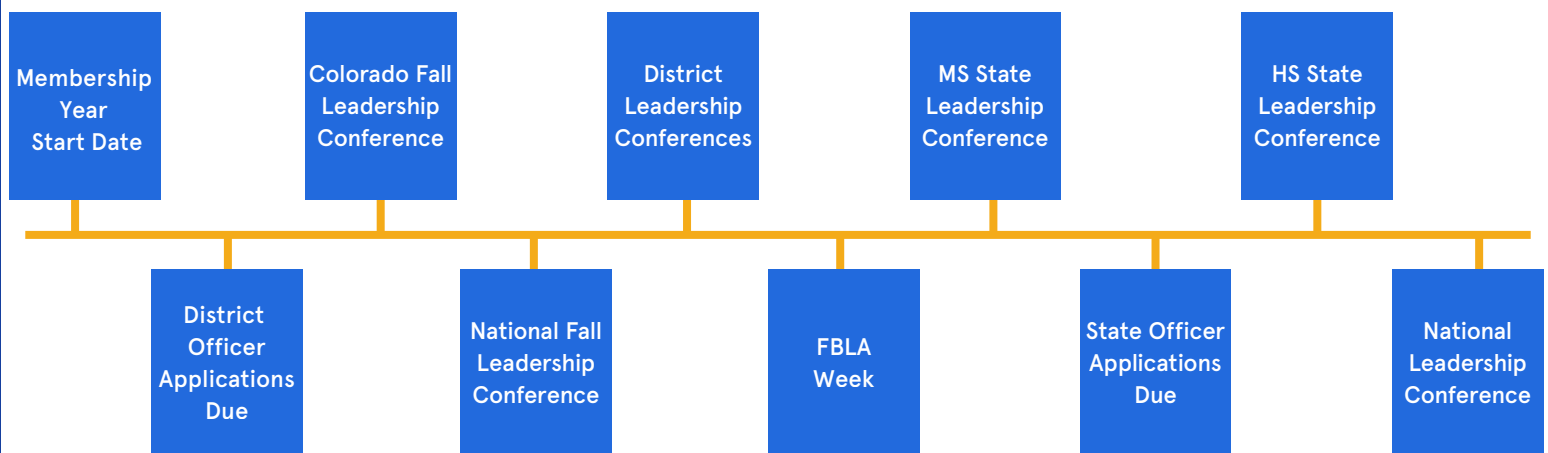 Membership
Year
Start Date
District
Officer
Applications
Due
Colorado Fall
Leadership
Conference
National Fall
Leadership
Conference
District
Leadership
Conferences
FBLA
Week
MS State
Leadership
Conference
State Officer
Applications
Due
HS State
Leadership
Conference
National
Leadership
Conference